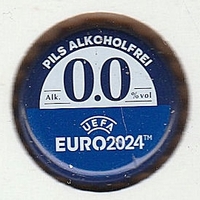 PILS ALKOHOLFREI
0.0
Alk. % vol
UEFA
EURO2024™